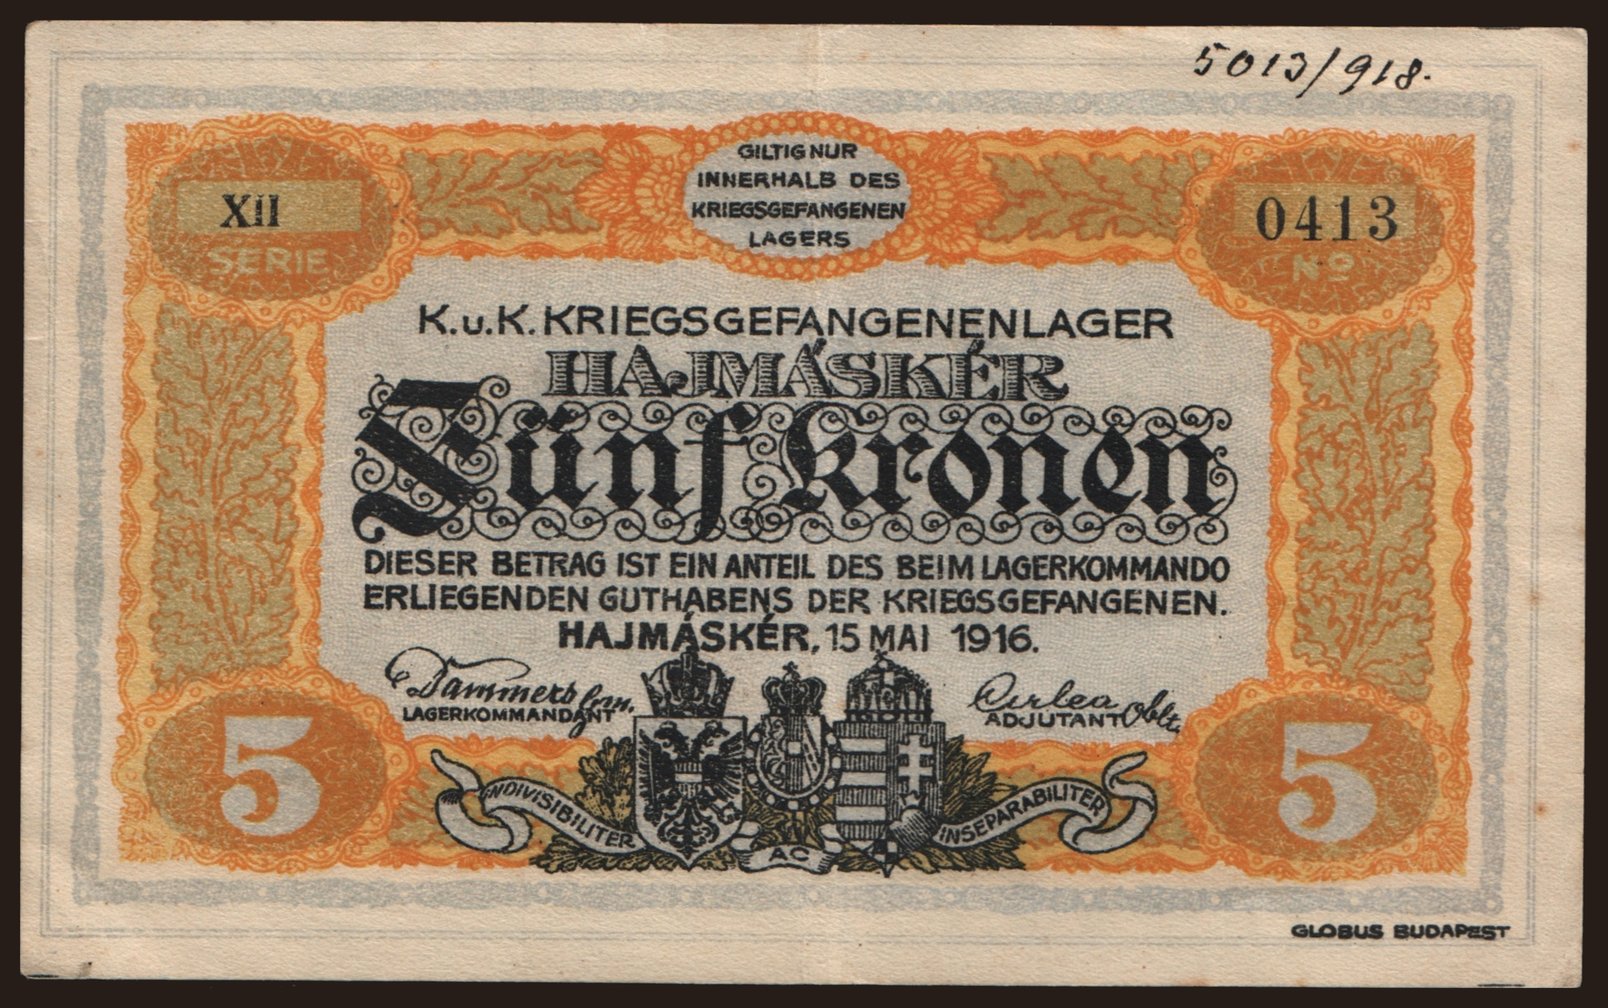 5013/918.
GILTIG NUR
INNERHALB DES
KRIEGSGEFANGENEN
LAGERS
XII
SERIE
0413
No
K.u.K. KRIEGSGEFANGENENLAGER
HAJMÁSKÉR
Fünf Kronen
DIESER BETRAG IST EIN ANTEIL DES BEIM LAGERKOMMANDO
ERLIEGENDEN GUTHABENS DER KRIEGSGEFANGENEN.
HAJMÁSKÉR, 15 MAI 1916.
Dammers
LAGERKOMMANDANT
Oblt.
ADJUTANT
5
5
INDIVISIBILITER
AC
INSEPARABILITER
GLOBUS BUDAPEST